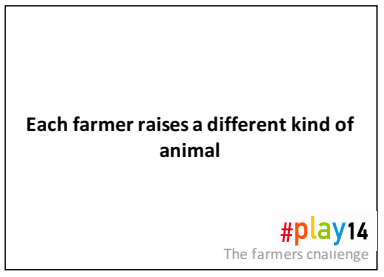 Each farmer raises a different kind of
animal
#play14
The farmers challenge